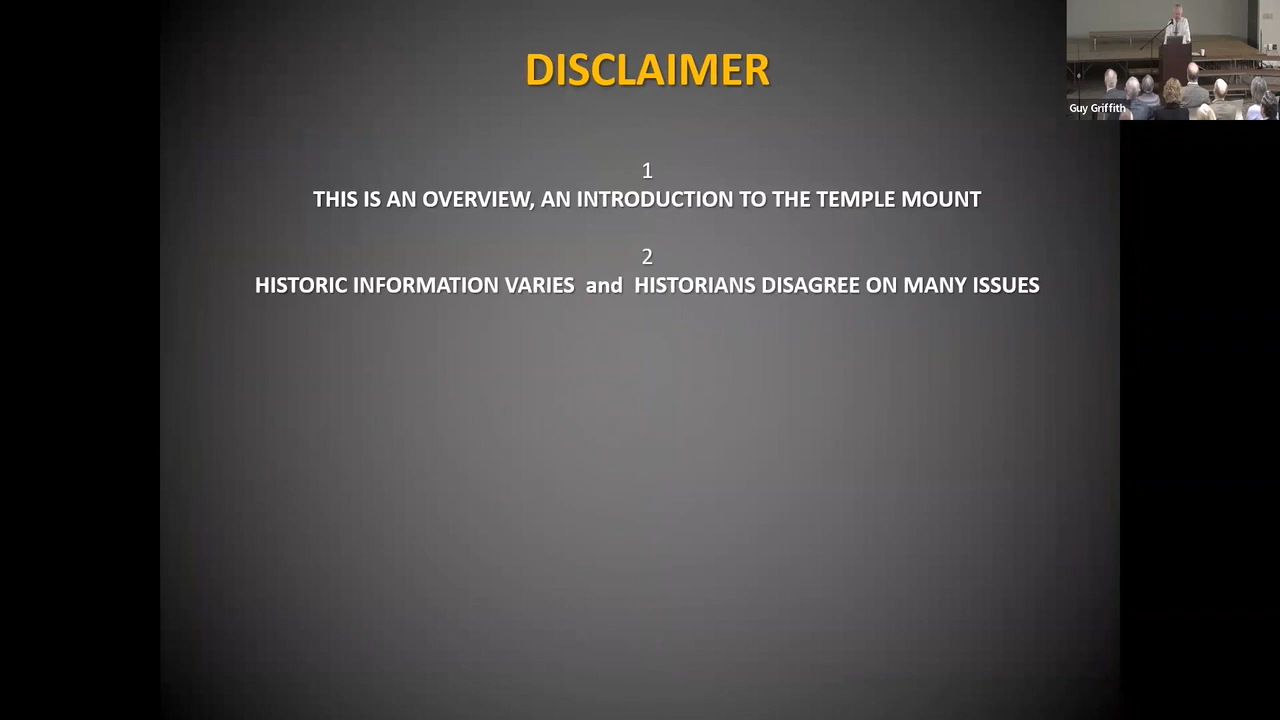 DISCLAIMER
Guy Griffith
1
THIS IS AN OVERVIEW, AN INTRODUCTION TO THE TEMPLE MOUNT
2
HISTORIC INFORMATION VARIES and HISTORIANS DISAGREE ON MANY ISSUES